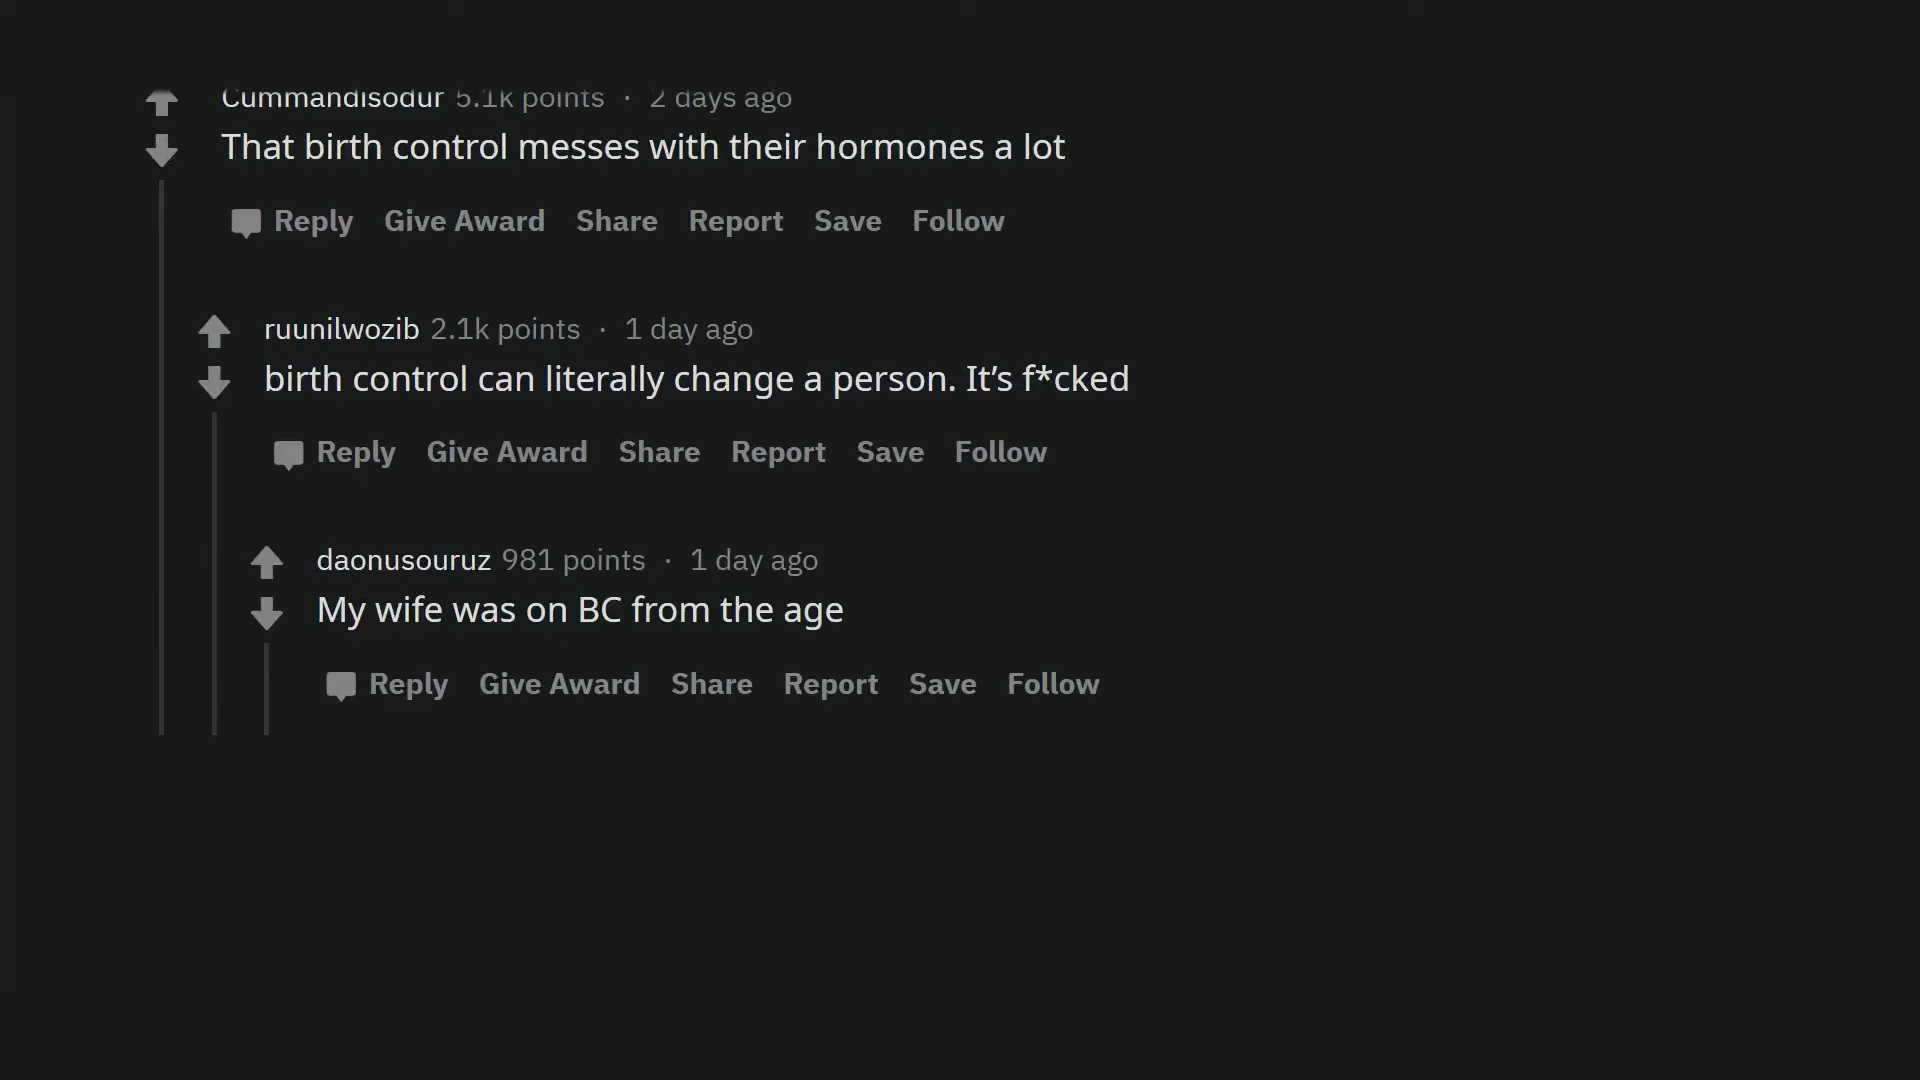 Cummandisodur 5.1k points · 2 days ago
That birth control messes with their hormones a lot
Reply Give Award Share Report Save Follow
ruunilwozib 2.1k points · 1 day ago
birth control can literally change a person. It’s f*cked
Reply Give Award Share Report Save Follow
daonusouruz 981 points · 1 day ago
My wife was on BC from the age
Reply Give Award Share Report Save Follow